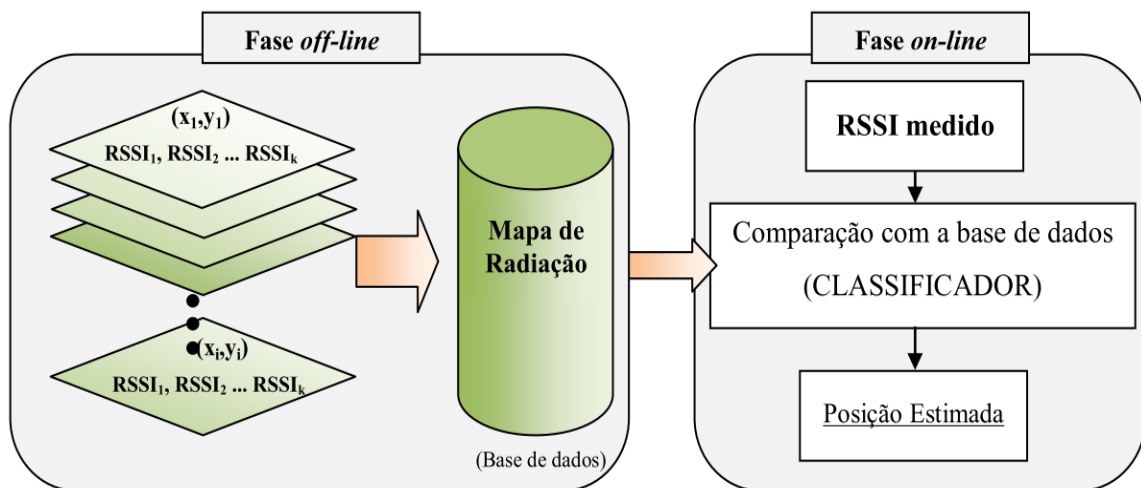 Fase off-line
(x₁,y₁)
RSSI₁, RSSI₂ ... RSSIₖ
(xᵢ,yᵢ)
RSSI₁, RSSI₂ ... RSSIₖ
Mapa de
Radiação
(Base de dados)
Fase on-line
RSSI medido
Comparação com a base de dados
(CLASSIFICADOR)
Posição Estimada